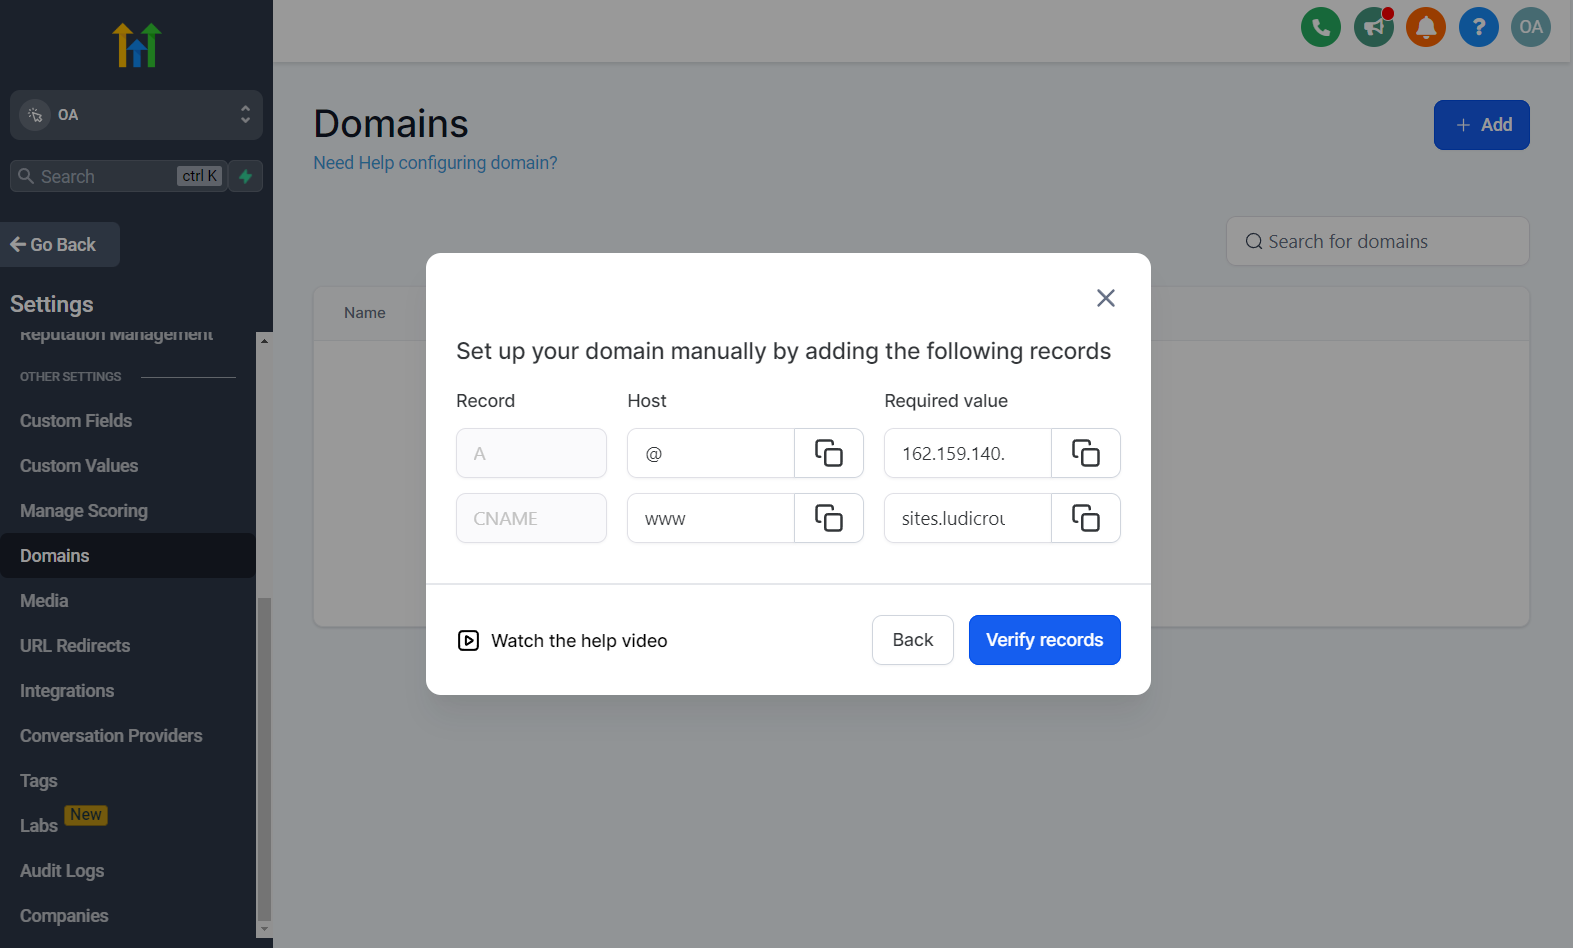 OA
Search
ctrl K
Go Back
Settings
Reputation Management
OTHER SETTINGS
Custom Fields
Custom Values
Manage Scoring
Domains
Media
URL Redirects
Integrations
Conversation Providers
Tags
Labs New
Audit Logs
Companies
? OA
Domains
Need Help configuring domain?
+ Add
Search for domains
Name
Set up your domain manually by adding the following records
Record Host Required value
A @ 162.159.140.
CNAME www sites.ludicrou
Watch the help video
Back
Verify records